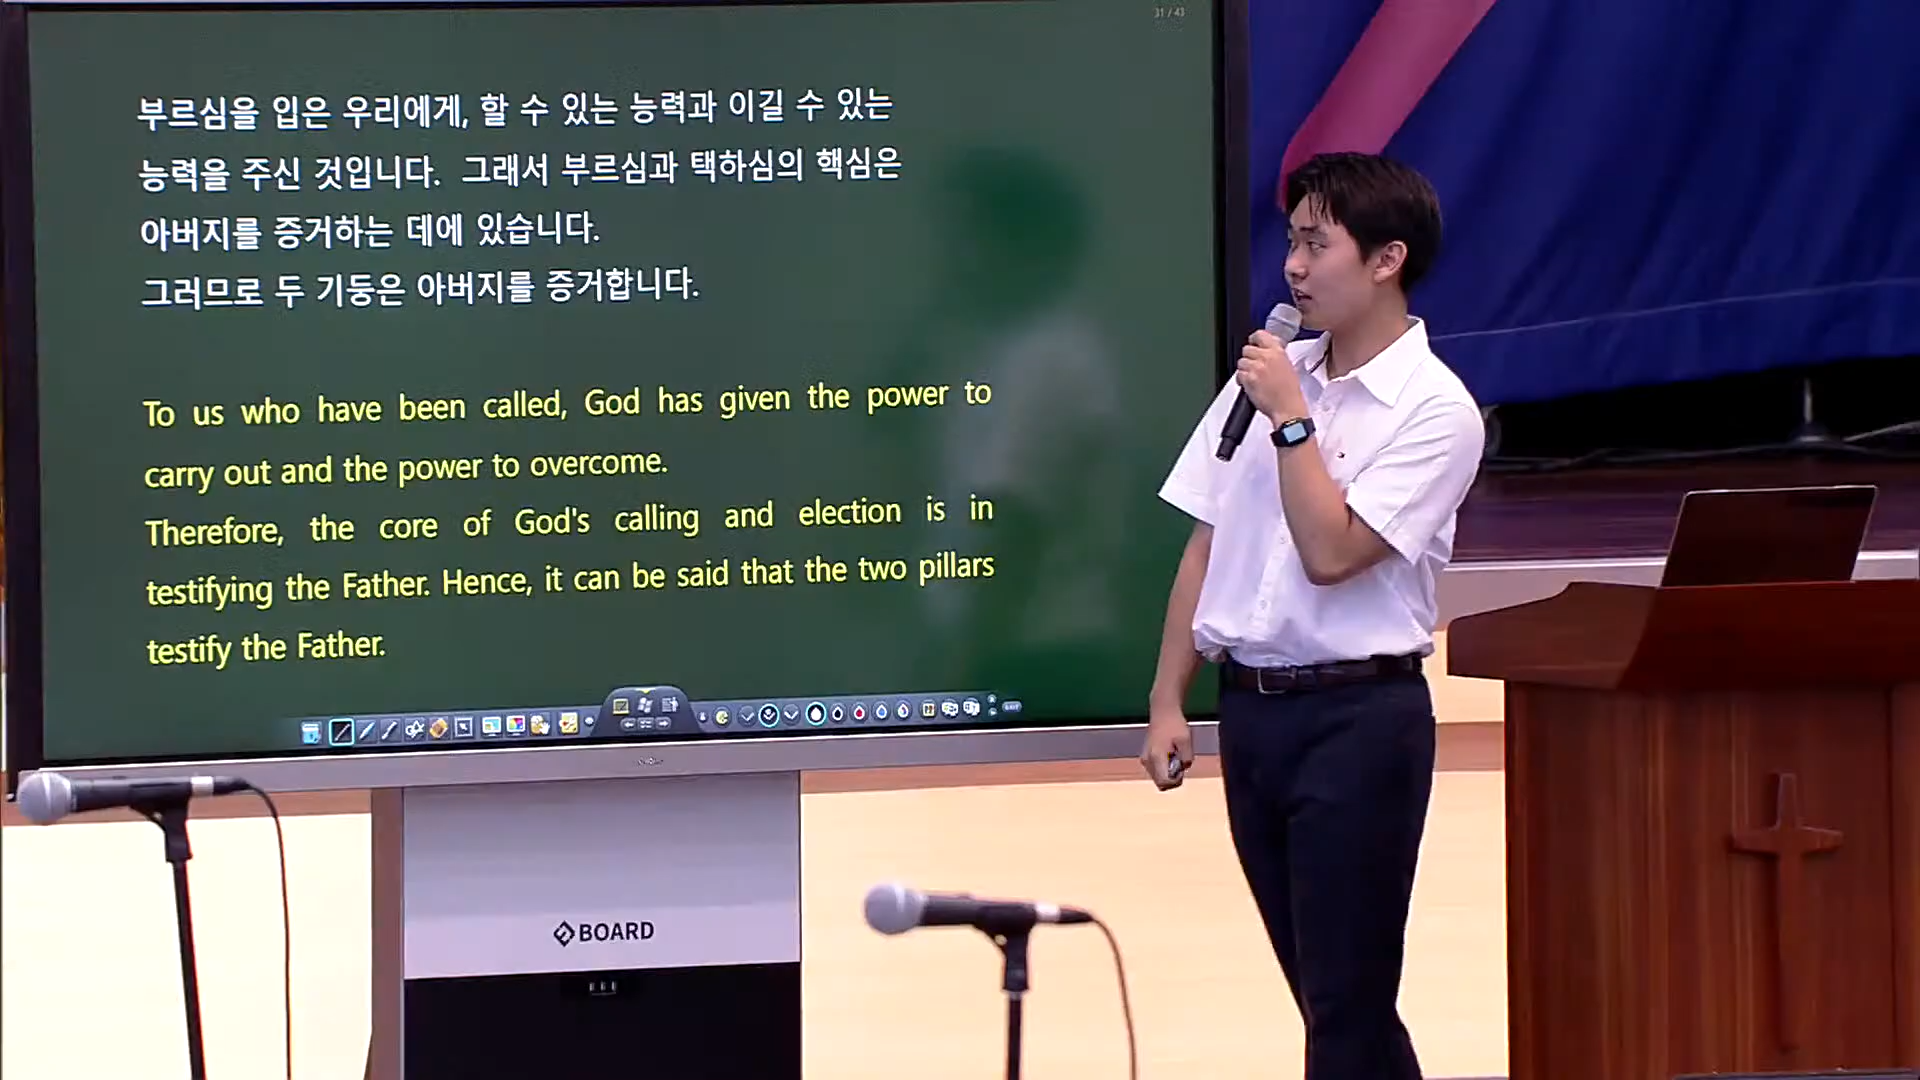 31 / 43
부르심을 입은 우리에게, 할 수 있는 능력과 이길 수 있는
능력을 주신 것입니다. 그래서 부르심과 택하심의 핵심은
아버지를 증거하는 데에 있습니다.
그러므로 두 기둥은 아버지를 증거합니다.
To us who have been called, God has given the power to
carry out and the power to overcome.
Therefore, the core of God's calling and election is in
testifying the Father. Hence, it can be said that the two pillars
testify the Father.
BOARD